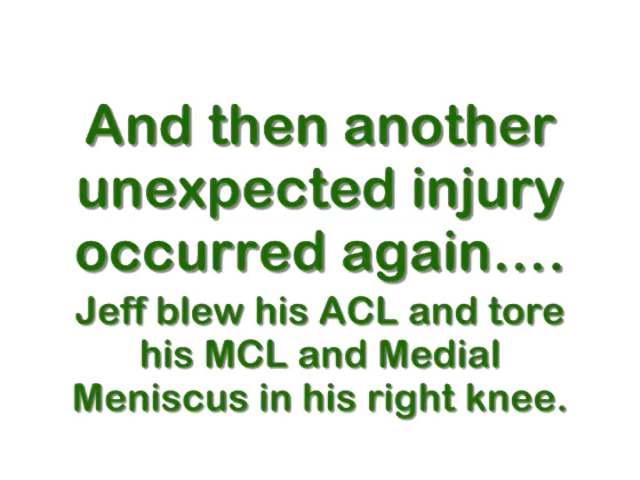 And then another
unexpected injury
occurred again....
Jeff blew his ACL and tore
his MCL and Medial
Meniscus in his right knee.